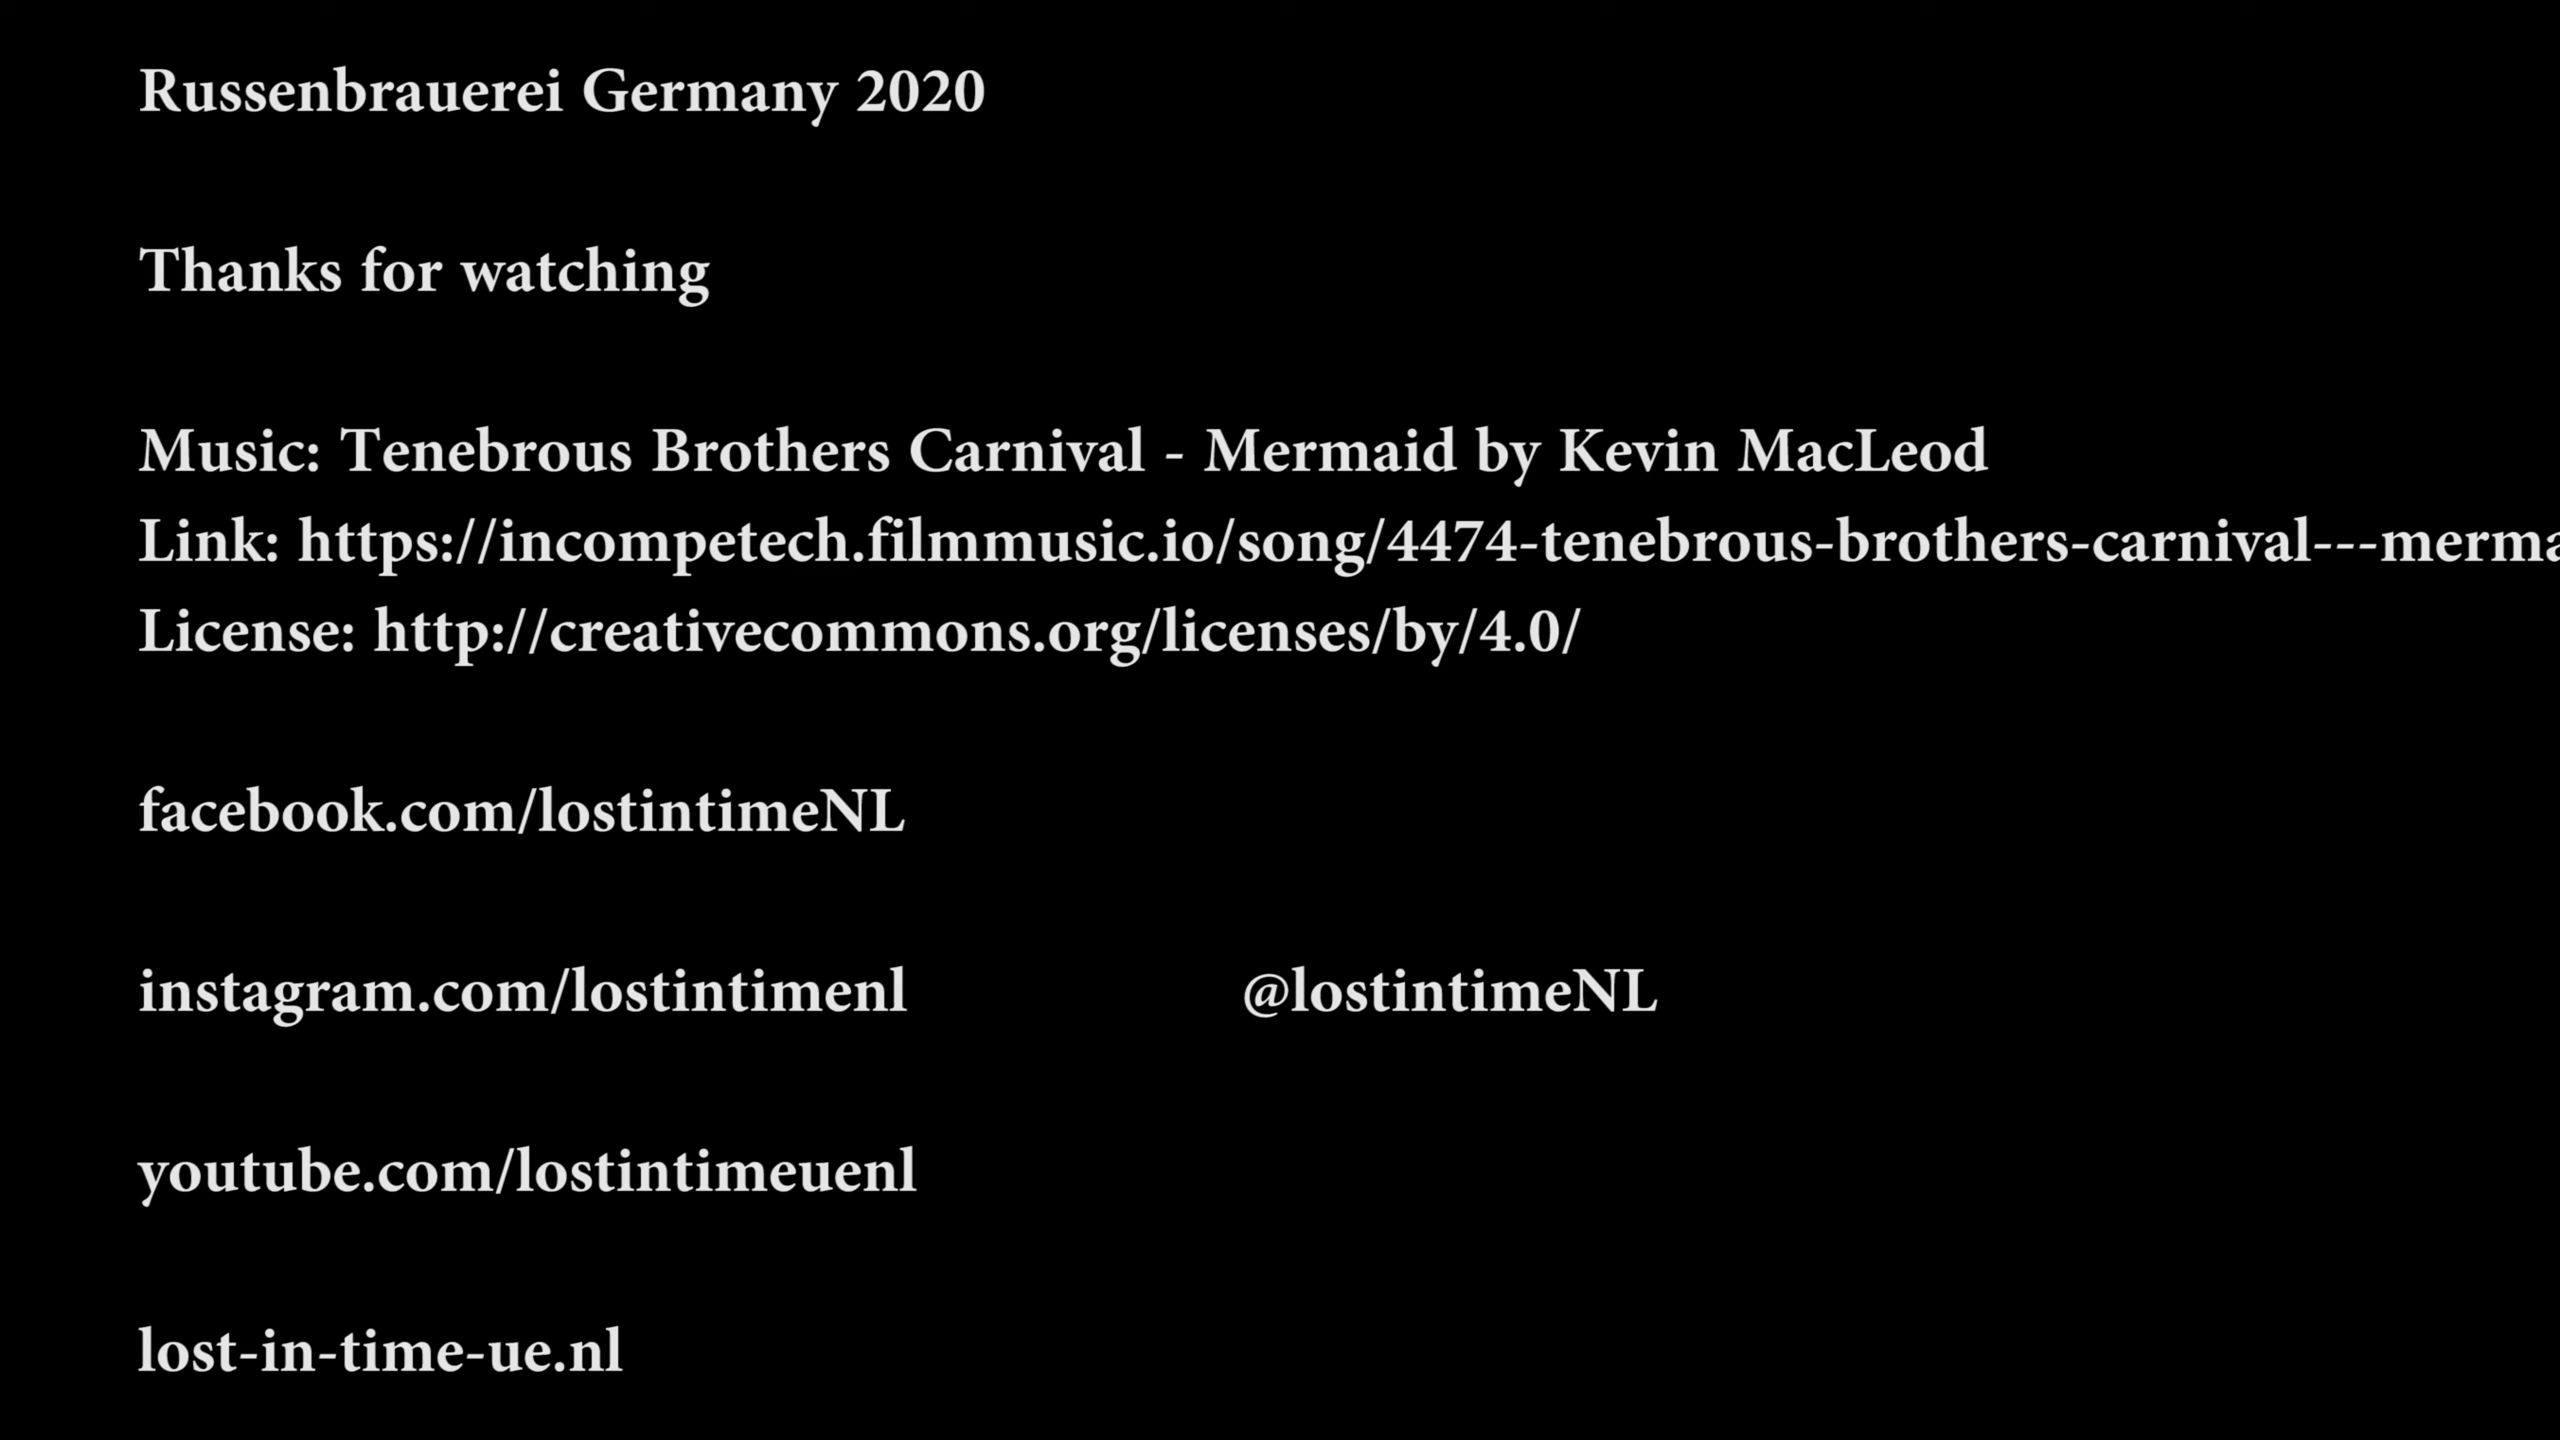 Russenbrauerei Germany 2020
Thanks for watching
Music: Tenebrous Brothers Carnival - Mermaid by Kevin MacLeod
Link: https://incompetech.filmmusic.io/song/4474-tenebrous-brothers-carnival---merma
License: http://creativecommons.org/licenses/by/4.0/
facebook.com/lostintimeNL
instagram.com/lostintimenl @lostintimeNL
youtube.com/lostintimeuenl
lost-in-time-ue.nl